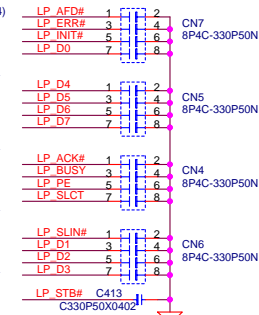 4)
LP_AFD# 1 2
LP_ERR# 3 4 CN7
LP_INIT# 5 6 8P4C-330P50N
LP_D0 7 8
LP_D4 1 2
LP_D5 3 4 CN5
LP_D6 5 6 8P4C-330P50N
LP_D7 7 8
LP_ACK# 1 2
LP_BUSY 3 4 CN4
LP_PE 5 6 8P4C-330P50N
LP_SLCT 7 8
LP_SLIN# 1 2
LP_D1 3 4 CN6
LP_D2 5 6 8P4C-330P50N
LP_D3 7 8
LP_STB# C413
C330P50X0402